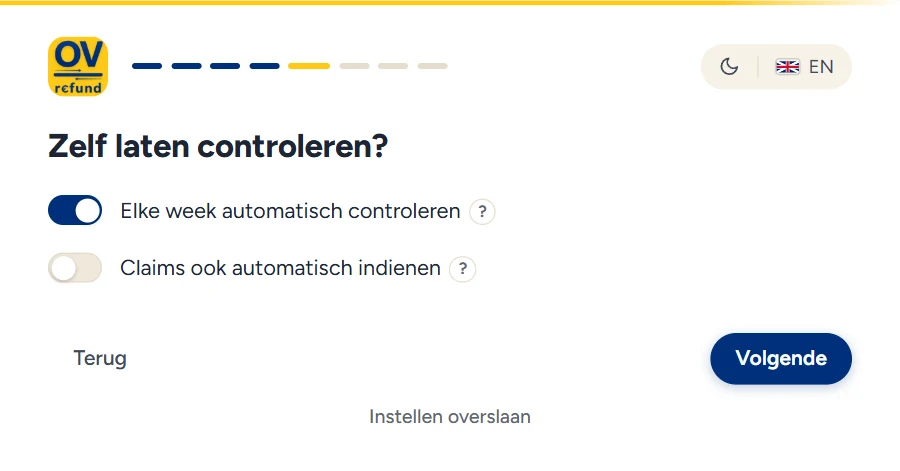 OV
refund
EN
Zelf laten controleren?
Elke week automatisch controleren ?
Claims ook automatisch indienen ?
Terug
Volgende
Instellen overslaan